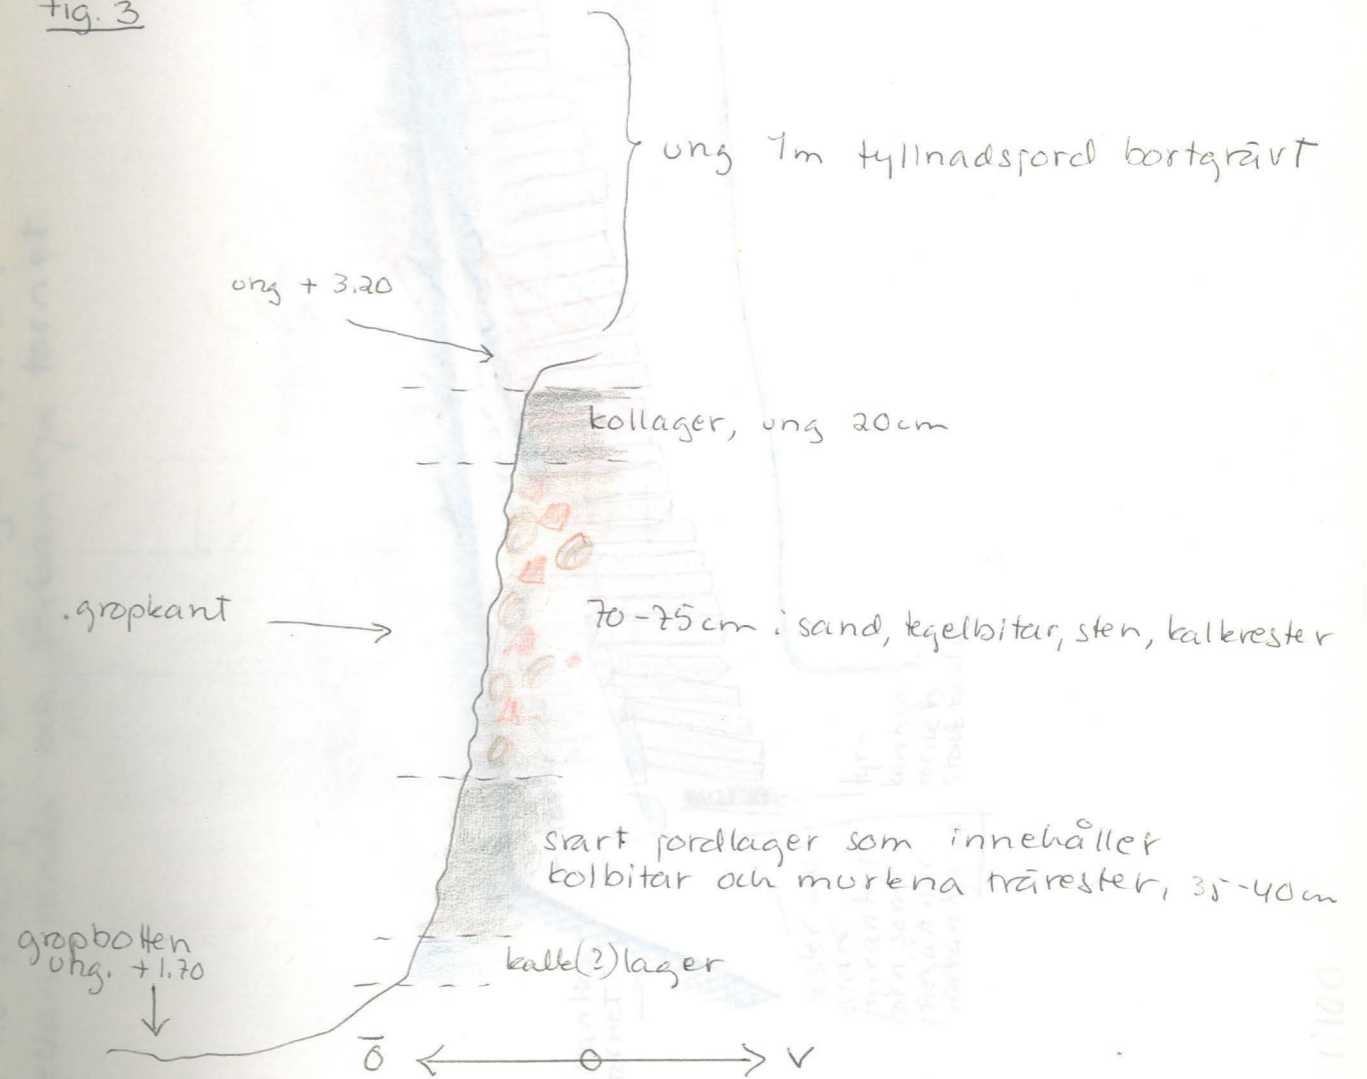 Fig. 3
ung 1m fyllnadsjord bortgrävt
ung + 3.20
kollager, ung 20cm
gropkant
70-75cm : sand, tegelbitar, sten, kalkrester
svart jordlager som innehåller
kolbitar och murkna trärester, 35-40cm
gropbotten
ung. +1.70
kalk(?)lager
Ö
V